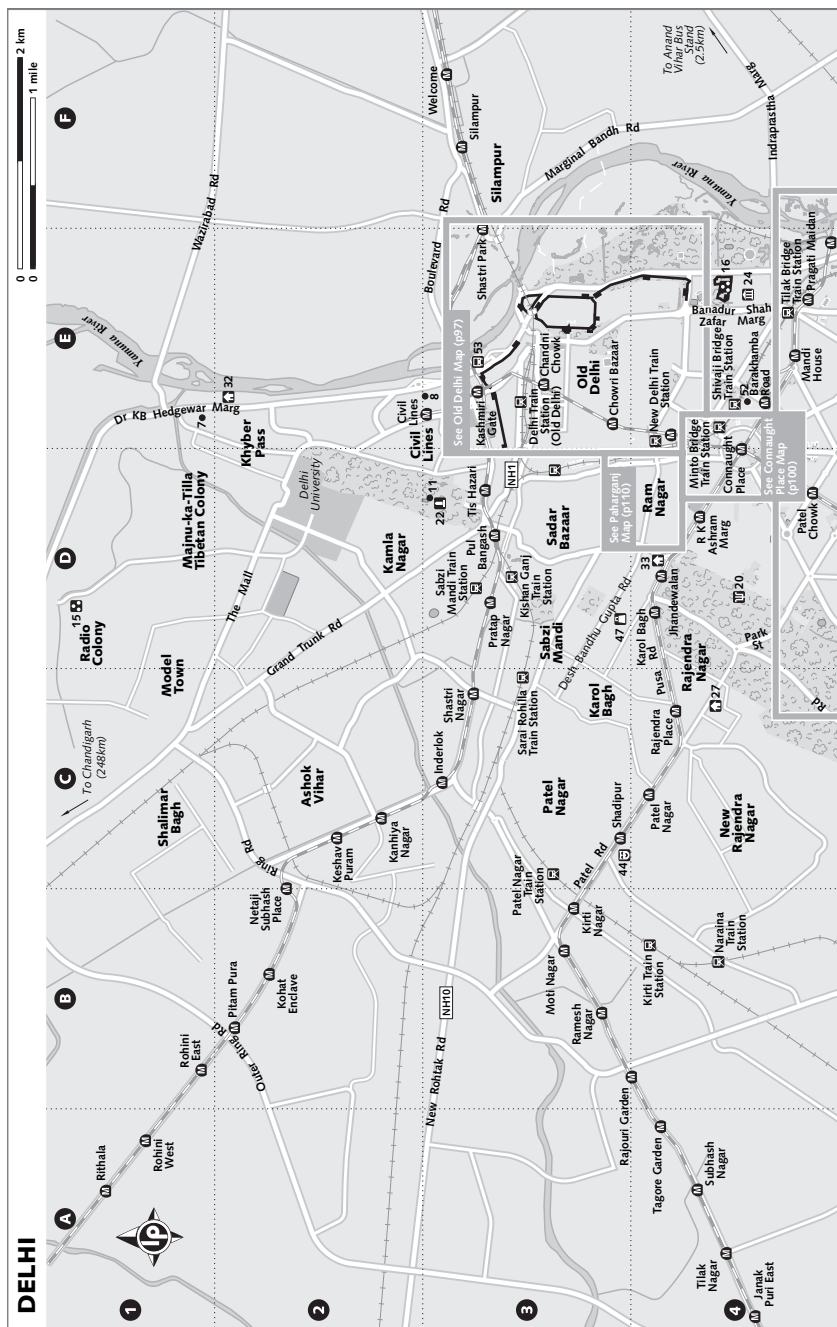 DELHI
0
2 km
0
1 mile
A
B
C
D
E
F
1
2
3
4
lp
To Chandigarh
(248km)
To Anand
Vihar Bus
Stand
(2.5km)
Rithala
Rohini
West
Rohini
East
Pitam Pura
Outer Ring Rd
Kohat
Enclave
Netaji
Subhash
Place
Ring Rd
Shalimar
Bagh
Keshav
Puram
Kanhiya
Nagar
Ashok
Vihar
Inderlok
Model
Town
Radio
Colony
15
The Mall
Grand Trunk Rd
Majnu-ka-Tilla
Tibetan Colony
Delhi
University
Khyber
Pass
7
32
Dr KB Hedgewar Marg
Yamuna River
Wazirabad Rd
Kamla
Nagar
22
11
Civil
Lines
8
Civil
Lines
Boulevard
Rd
Welcome
Silampur
Silampur
Shastri Park
Marginal Bandh Rd
Yamuna River
Indraprastha
Marg
See Old Delhi Map (p97)
53
Kashmiri
Gate
Tis Hazari
NH1
Delhi Train
Station
(Old Delhi)
Chandni
Chowk
Old
Delhi
Chowri Bazaar
New Delhi Train
Station
Pul
Bangash
Sabzi
Mandi Train
Station
Pratap
Nagar
Kishan Ganj
Train
Station
Sadar
Bazaar
Sabzi
Mandi
Shastri
Nagar
Sarai Rohilla
Train Station
Desh Bandhu Gupta Rd
See Paharganj
Map (p110)
Ram
Nagar
33
47
Jhandewalan
R K
Ashram
Marg
Karol Bagh
Karol
Bagh
Pusa
Rd
Rajendra
Nagar
20
Park
St
Rd
27
Rajendra
Place
Patel
Nagar
New
Rajendra
Nagar
Patel
Nagar
Shadipur
44
Patel Rd
Patel Nagar
Train
Station
Kirti
Nagar
Kirti Train
Station
Naraina
Train
Station
Moti Nagar
Ramesh
Nagar
NH10
New Rohtak Rd
Rajouri Garden
Tagore Garden
Subhash
Nagar
Tilak
Nagar
Janak
Puri East
Minto Bridge
Train Station
Connaught
Place
See Connaught
Place Map
(p100)
Patel
Chowk
Shivaji Bridge
Train Station
52
Barakhamba
Road
Mandi
House
Banadur
Shah
Zafar
Marg
16
24
Tilak Bridge
Train Station
Pragati Maidan